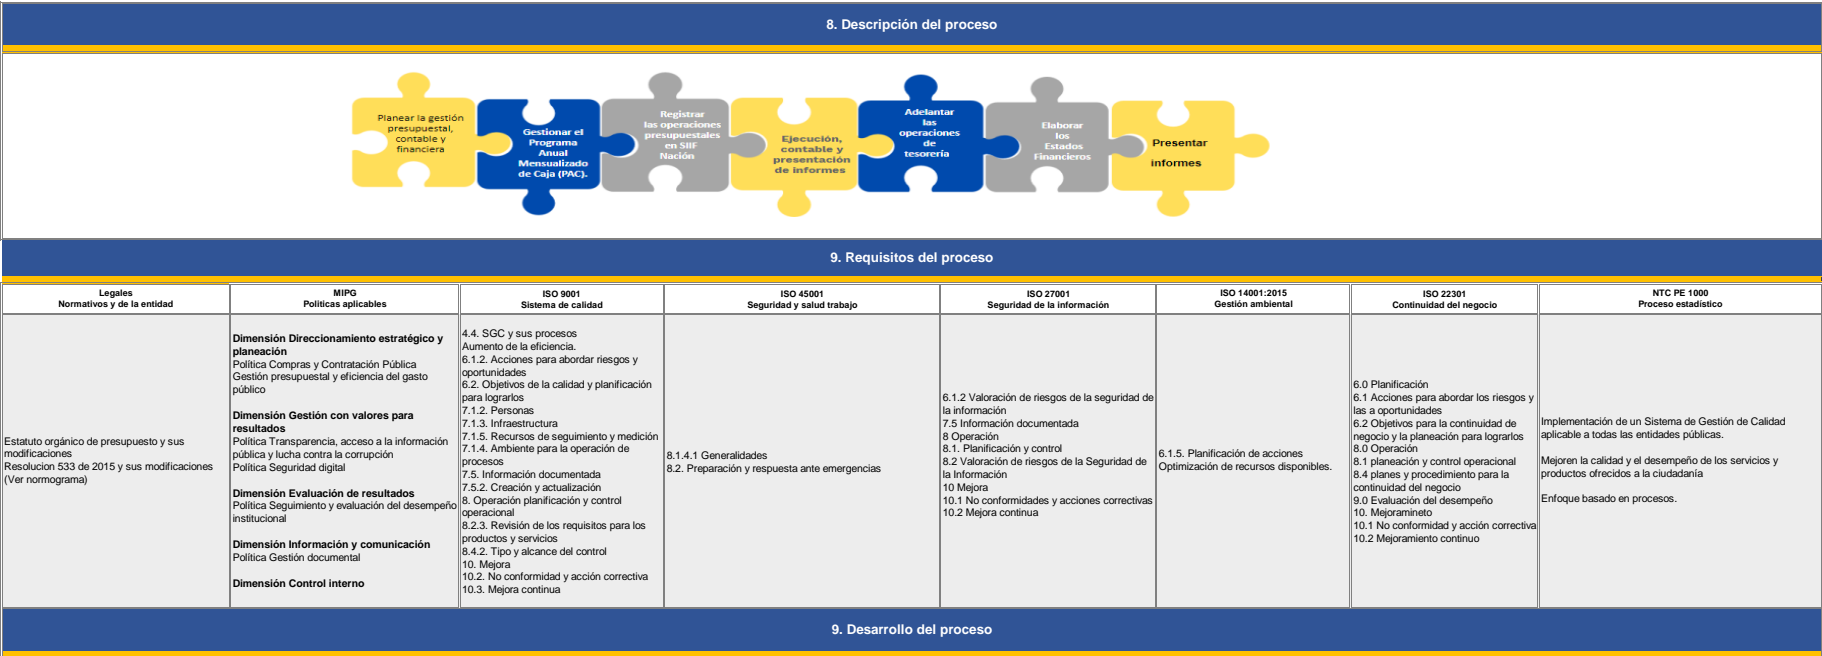 8. Descripción del proceso
Planear la gestión
presupuestal,
contable y
financiera
Gestionar el
Programa
Anual
Mensualizado
de Caja (PAC).
Registrar
las operaciones
presupuestales
en SIIF
Nación
Ejecución,
contable y
presentación
de informes
Adelantar
las
operaciones
de
tesorería
Elaborar
los
Estados
Financieros
Presentar
informes
9. Requisitos del proceso
Legales
Normativos y de la entidad
MIPG
Politicas aplicables
ISO 9001
Sistema de calidad
ISO 45001
Seguridad y salud trabajo
ISO 27001
Seguridad de la información
ISO 14001:2015
Gestión ambiental
ISO 22301
Continuidad del negocio
NTC PE 1000
Proceso estadístico
Estatuto orgánico de presupuesto y sus
modificaciones
Resolucion 533 de 2015 y sus modificaciones
(Ver normograma)
Dimensión Direccionamiento estratégico y
planeación
Política Compras y Contratación Pública
Gestión presupuestal y eficiencia del gasto
público
Dimensión Gestión con valores para
resultados
Política Transparencia, acceso a la información
pública y lucha contra la corrupción
Política Seguridad digital
Dimensión Evaluación de resultados
Política Seguimiento y evaluación del desempeño
institucional
Dimensión Información y comunicación
Política Gestión documental
Dimensión Control interno
4.4. SGC y sus procesos
Aumento de la eficiencia.
6.1.2. Acciones para abordar riesgos y
oportunidades
6.2. Objetivos de la calidad y planificación
para lograrlos
7.1.2. Personas
7.1.3. Infraestructura
7.1.5. Recursos de seguimiento y medición
7.1.4. Ambiente para la operación de
procesos
7.5. Información documentada
7.5.2. Creación y actualización
8. Operación planificación y control
operacional
8.2.3. Revisión de los requisitos para los
productos y servicios
8.4.2. Tipo y alcance del control
10. Mejora
10.2. No conformidad y acción correctiva
10.3. Mejora continua
8.1.4.1 Generalidades
8.2. Preparación y respuesta ante emergencias
6.1.2 Valoración de riesgos de la seguridad de
la información
7.5 Información documentada
8 Operación
8.1. Planificación y control
8.2 Valoración de riesgos de la Seguridad de
la Información
10 Mejora
10.1 No conformidades y acciones correctivas
10.2 Mejora continua
6.1.5. Planificación de acciones
Optimización de recursos disponibles.
6.0 Planificación
6.1 Acciones para abordar los riesgos y
las a oportunidades
6.2 Objetivos para la continuidad de
negocio y la planeación para lograrlos
8.0 Operación
8.1 planeación y control operacional
8.4 planes y procedimiento para la
continuidad del negocio
9.0 Evaluación del desempeño
10. Mejoramineto
10.1 No conformidad y acción correctiva
10.2 Mejoramiento continuo
Implementación de un Sistema de Gestión de Calidad
aplicable a todas las entidades públicas.
Mejoren la calidad y el desempeño de los servicios y
productos ofrecidos a la ciudadanía
Enfoque basado en procesos.
9. Desarrollo del proceso